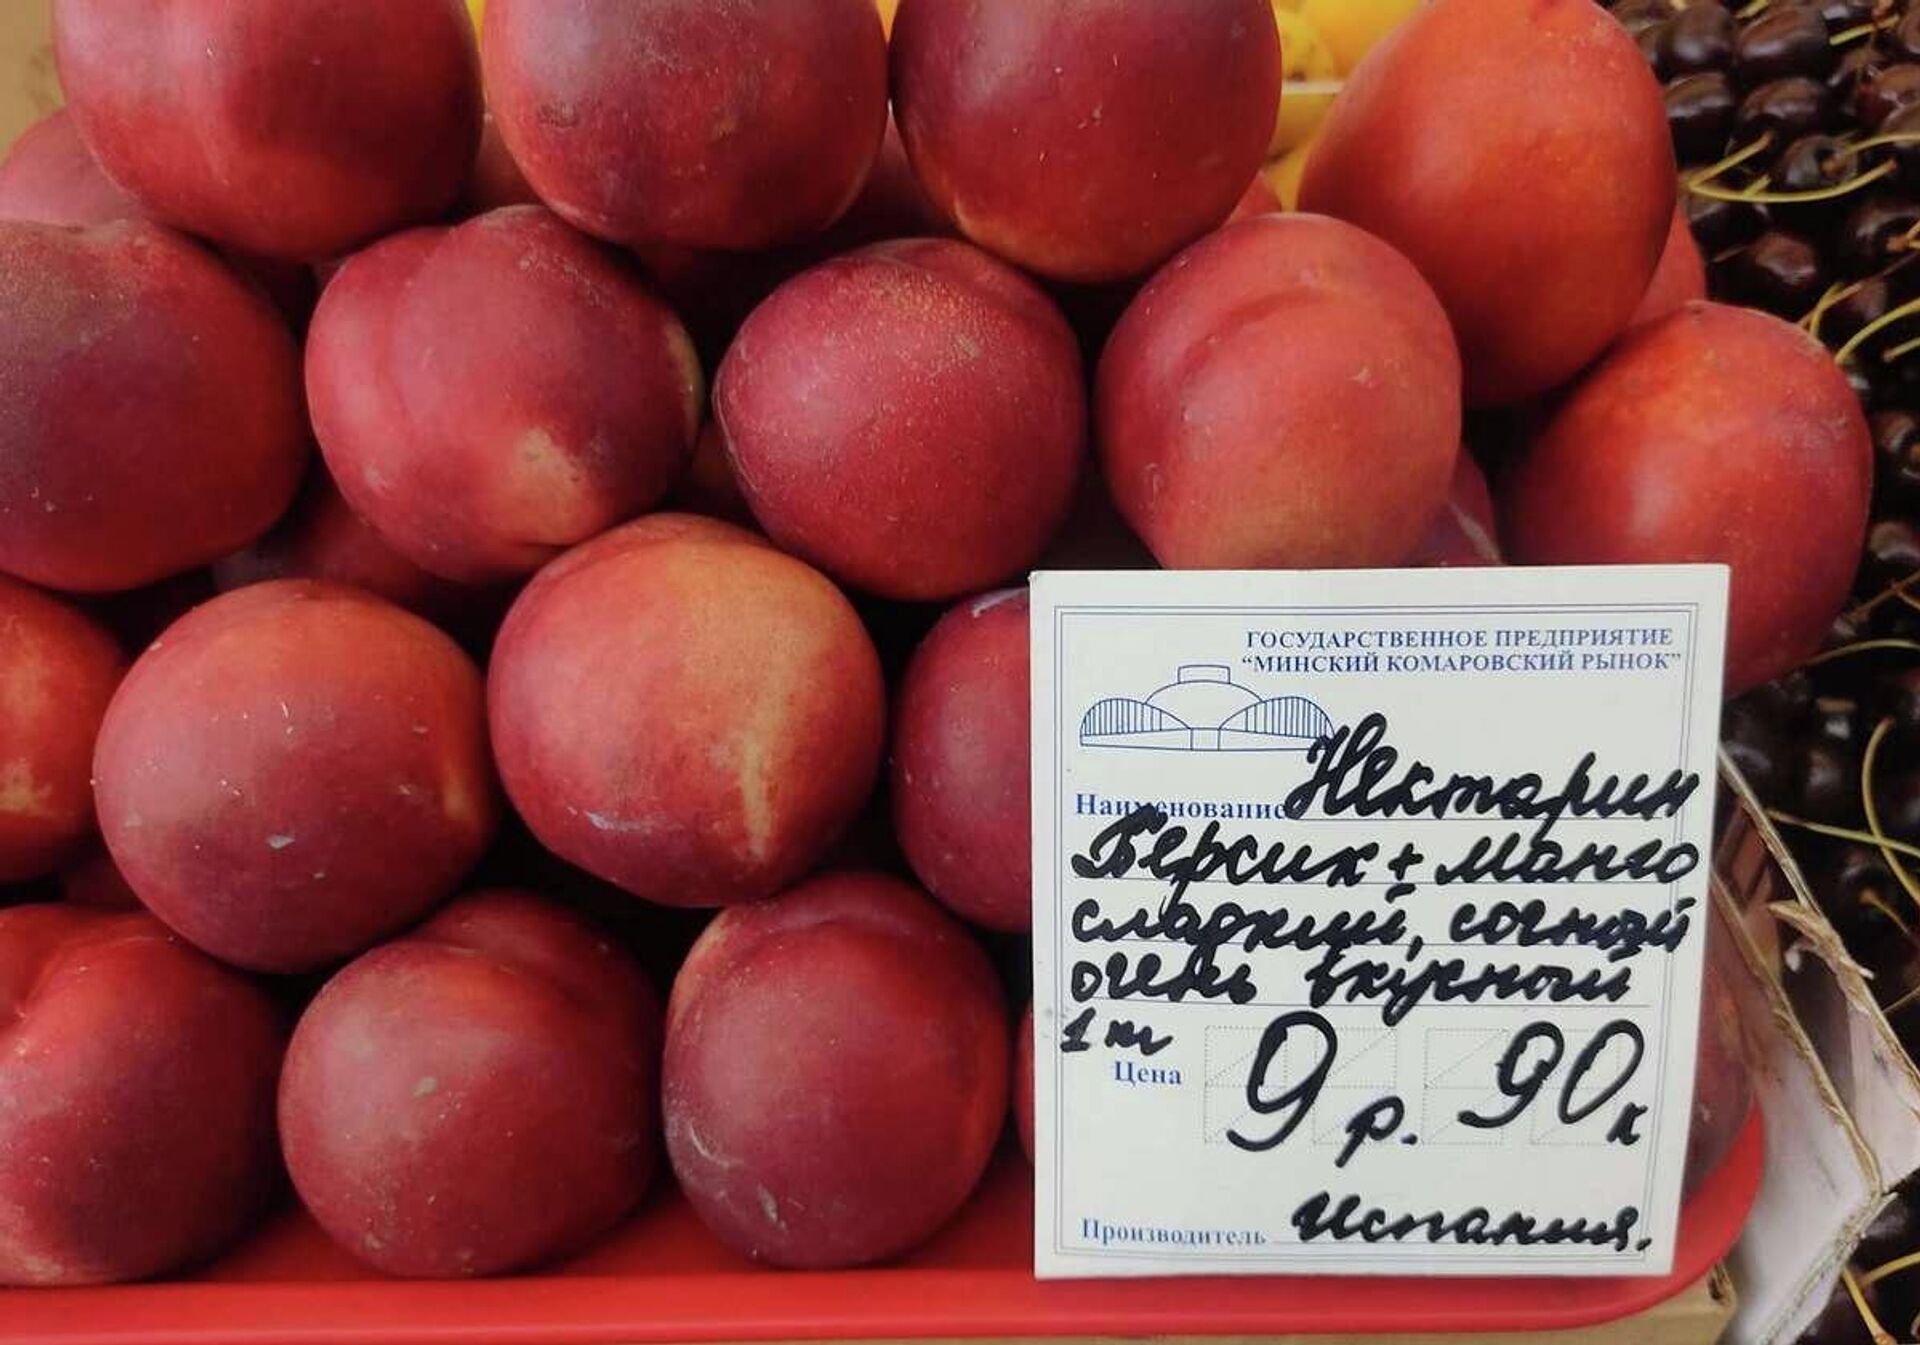 ГОСУДАРСТВЕННОЕ ПРЕДПРИЯТИЕ
“МИНСКИЙ КОМАРОВСКИЙ РЫНОК”
Наименование Нектарин
Персик + манго
сладкий, сочный
очень вкусный
1 кг
Цена 9 р. 90 к
Производитель Испания.